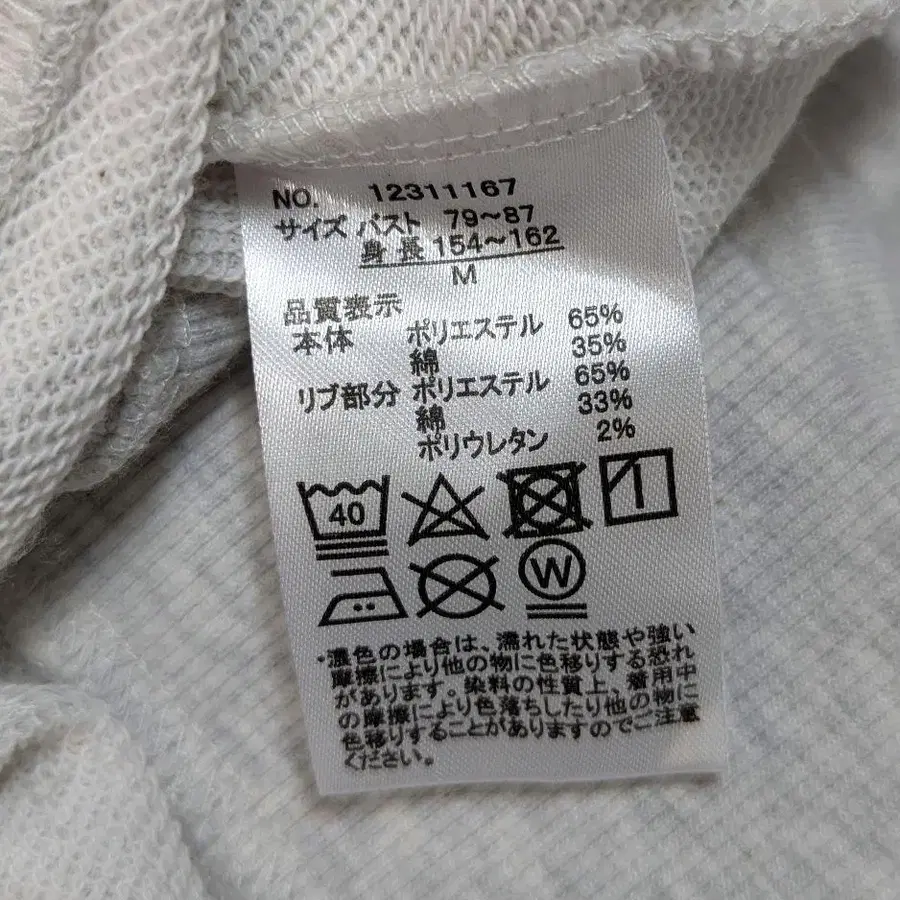 NO. 12311167
サイズ バスト 79～87
身長 154～162
M
品質表示
本体 ポリエステル 65%
綿 35%
リブ部分 ポリエステル 65%
綿 33%
ポリウレタン 2%
40
W
・濃色の場合は、濡れた状態や強い
摩擦により他の物に色移りする恐れ
があります。染料の性質上、着用中
の摩擦により色落ちしたり他の物に
色移りすることがありますのでご注意
ください。